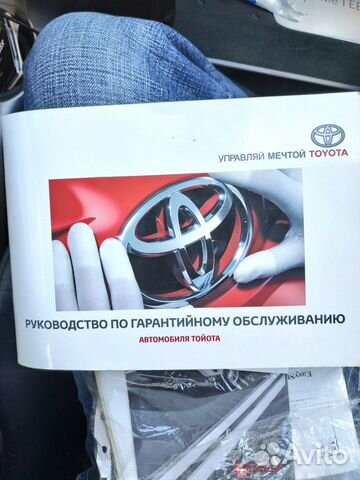 УПРАВЛЯЙ МЕЧТОЙ TOYOTA
РУКОВОДСТВО ПО ГАРАНТИЙНОМУ ОБСЛУЖИВАНИЮ
АВТОМОБИЛЯ ТОЙОТА
Avito